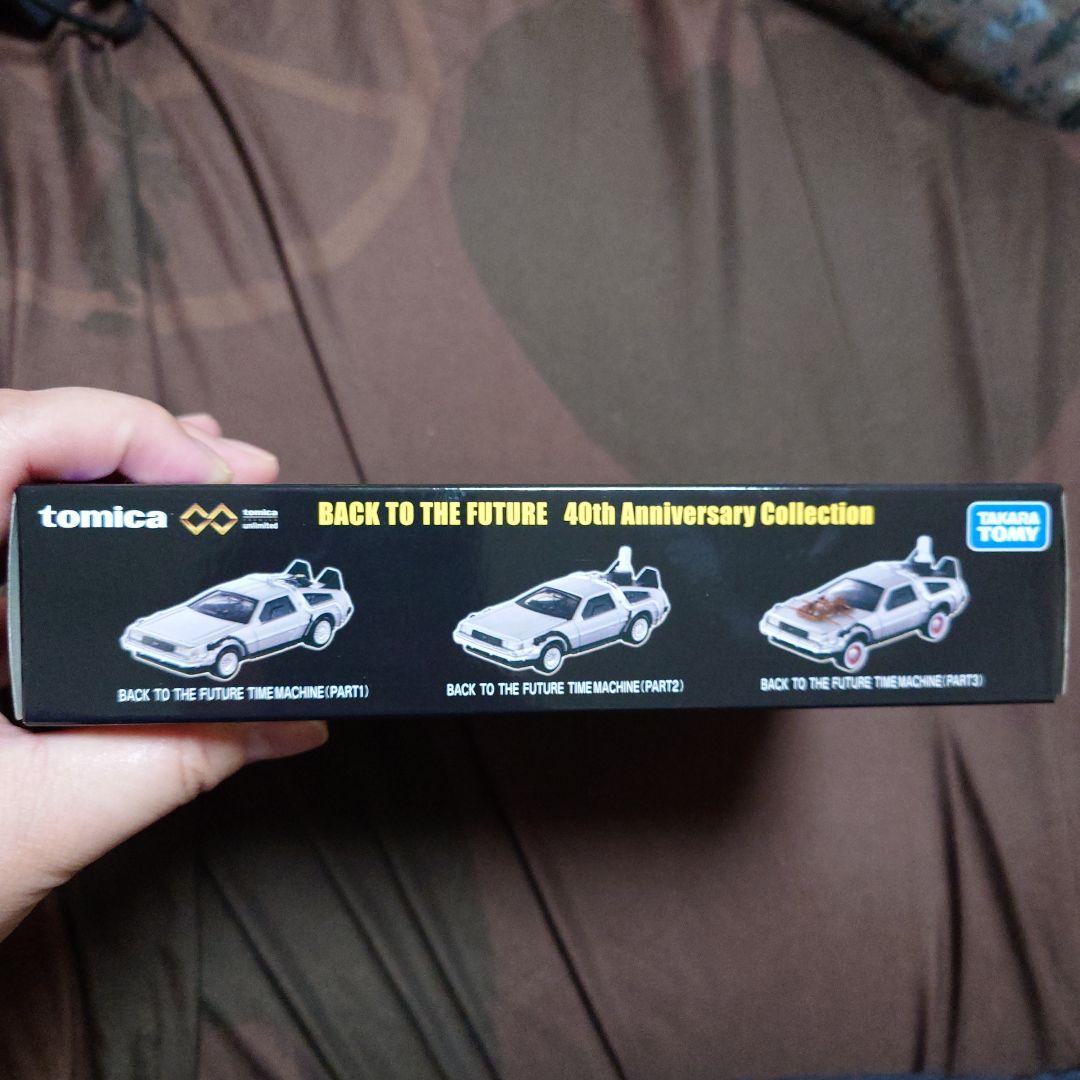 tomica
tomica
PREMIUM
unlimited
BACK TO THE FUTURE 40th Anniversary Collection
TAKARA
TOMY
BACK TO THE FUTURE TIME MACHINE(PART1)
BACK TO THE FUTURE TIME MACHINE(PART2)
BACK TO THE FUTURE TIME MACHINE(PART3)